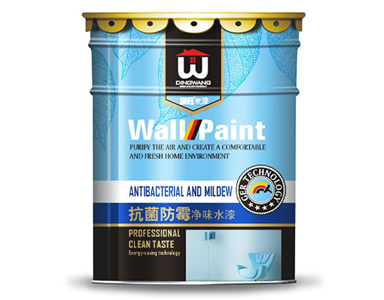 DINGWANG
Wall Paint
PURIFY THE AIR AND CREATE A COMFORTABLE
AND FRESH HOME ENVIRONMENT
ANTIBACTERIAL AND MILDEW
抗菌防霉净味水漆
GER TECHNOLOGY
PROFESSIONAL
CLEAN TASTE
Energy-saving technology